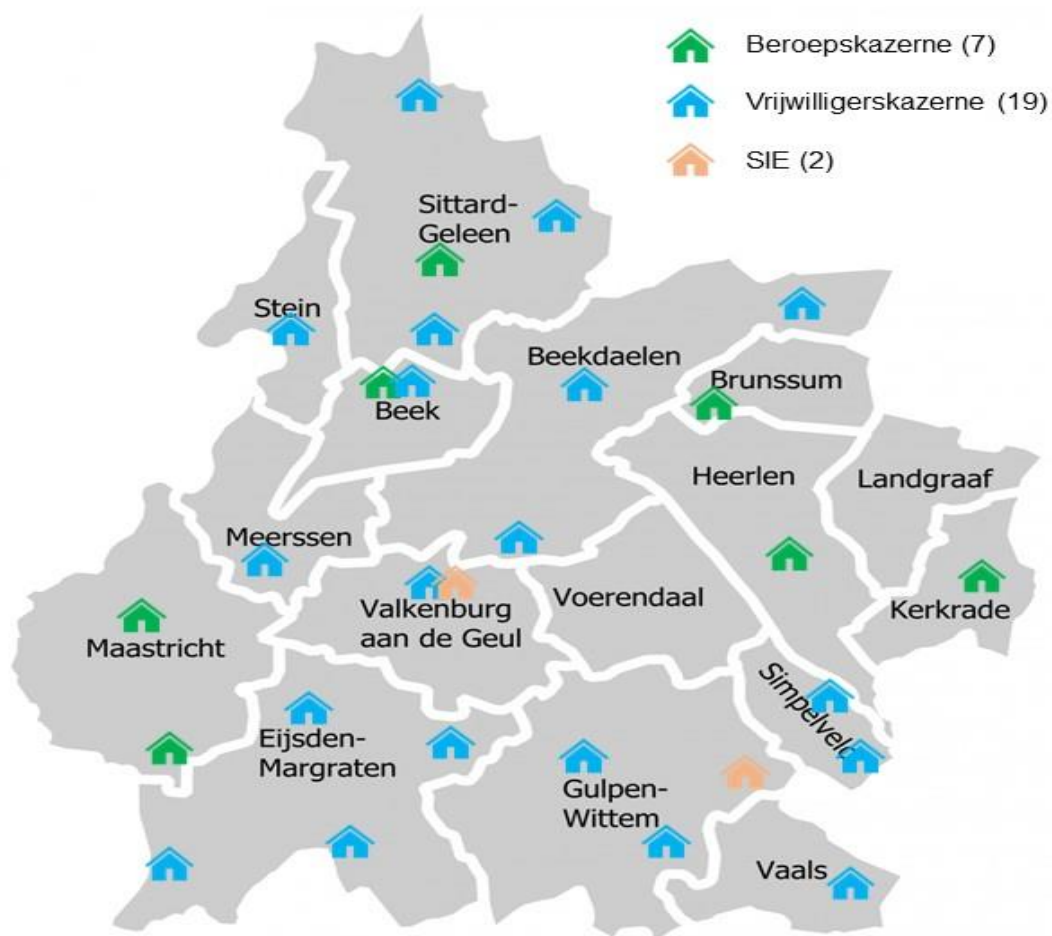 Beroepskazerne (7)
Vrijwilligerskazerne (19)
SIE (2)
Sittard-
Geleen
Stein
Beekdaelen
Brunssum
Beek
Heerlen
Landgraaf
Meerssen
Valkenburg
aan de Geul
Voerendaal
Kerkrade
Maastricht
Simpelveld
Eijsden-
Margraten
Gulpen-
Wittem
Vaals